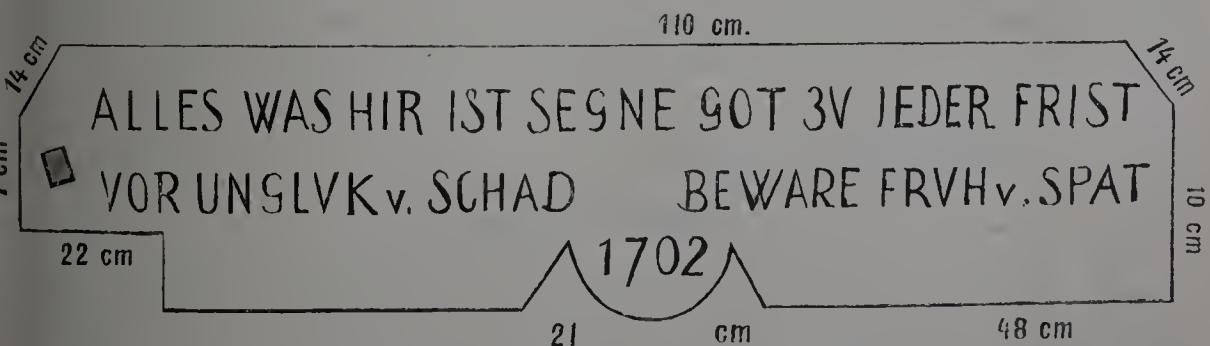 110 cm.
14 cm
14 cm
ALLES WAS HIR IST SEGNE GOT 3V JEDER FRIST
cm
VOR UNGLVK v. SCHAD BEWARE FRVH v. SPAT
10 cm
22 cm
1702
21 cm
48 cm